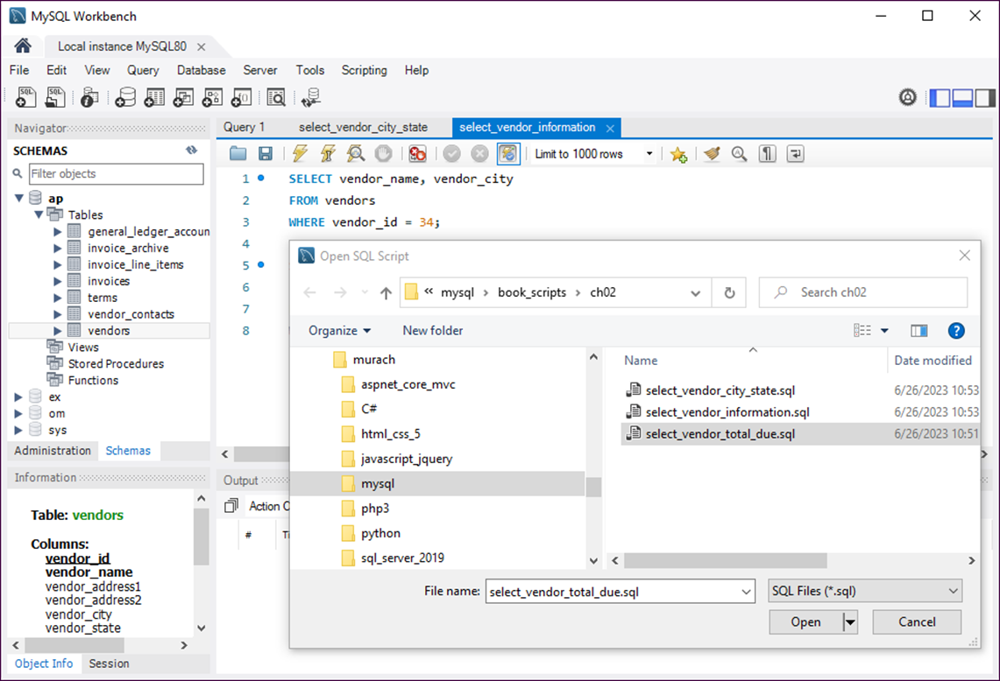 MySQL Workbench
Local instance MySQL80
File Edit View Query Database Server Tools Scripting Help
SQL SQL
Navigator
SCHEMAS
Filter objects
ap
Tables
general_ledger_accoun
invoice_archive
invoice_line_items
invoices
terms
vendor_contacts
vendors
Views
Stored Procedures
Functions
ex
om
sys
Administration Schemas
Information
Table: vendors
Columns:
vendor_id
vendor_name
vendor_address1
vendor_address2
vendor_city
vendor_state
Object Info Session
Query 1 select_vendor_city_state select_vendor_information
Limit to 1000 rows
1 SELECT vendor_name, vendor_city
2 FROM vendors
3 WHERE vendor_id = 34;
4
5
6
7
8
Output
Action O
# Ti
Open SQL Script
« mysql › book_scripts › ch02
Search ch02
Organize New folder
murach
aspnet_core_mvc
C#
html_css_5
javascript_jquery
mysql
php3
python
sql_server_2019
Name Date modified
select_vendor_city_state.sql 6/26/2023 10:53
select_vendor_information.sql 6/26/2023 10:53
select_vendor_total_due.sql 6/26/2023 10:51
File name: select_vendor_total_due.sql SQL Files (*.sql)
Open Cancel